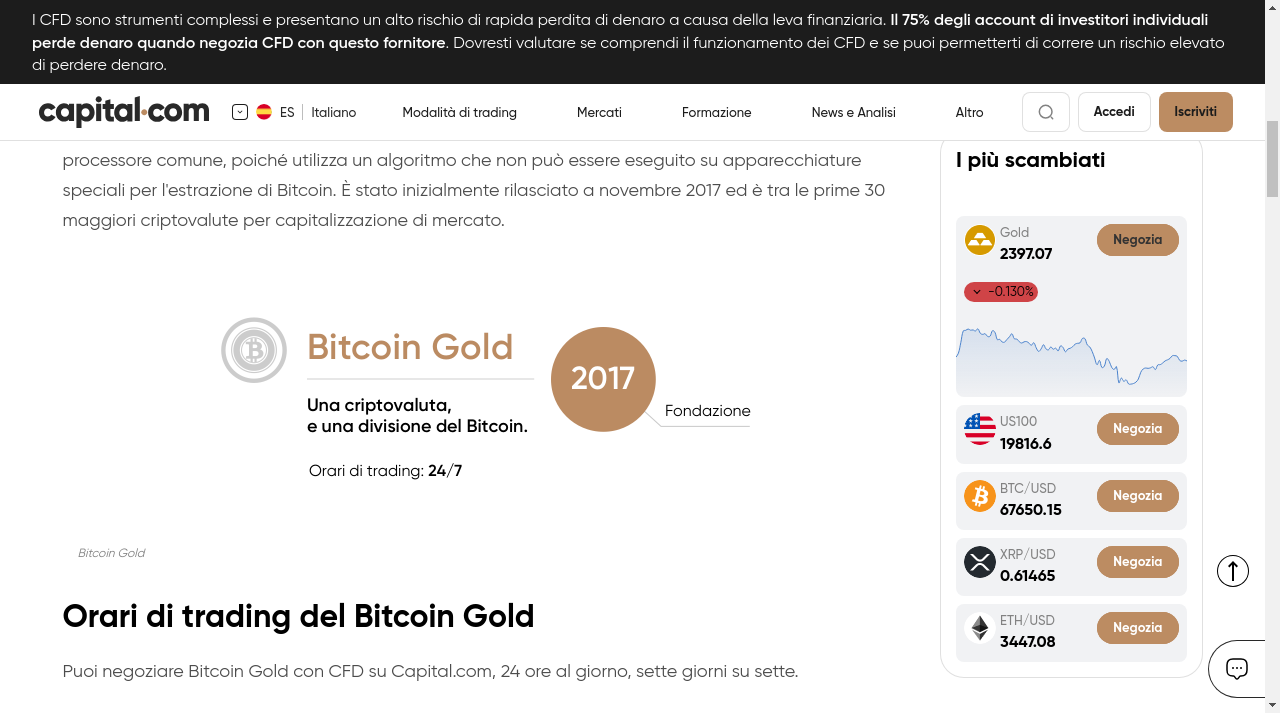 I CFD sono strumenti complessi e presentano un alto rischio di rapida perdita di denaro a causa della leva finanziaria. Il 75% degli account di investitori individuali
perde denaro quando negozia CFD con questo fornitore. Dovresti valutare se comprendi il funzionamento dei CFD e se puoi permetterti di correre un rischio elevato
di perdere denaro.
capital.com
ES
Italiano
Modalità di trading
Mercati
Formazione
News e Analisi
Altro
Accedi
Iscriviti
processore comune, poiché utilizza un algoritmo che non può essere eseguito su apparecchiature
speciali per l'estrazione di Bitcoin. È stato inizialmente rilasciato a novembre 2017 ed è tra le prime 30
maggiori criptovalute per capitalizzazione di mercato.
Bitcoin Gold
Una criptovaluta,
e una divisione del Bitcoin.
Orari di trading: 24/7
2017
Fondazione
Bitcoin Gold
Orari di trading del Bitcoin Gold
Puoi negoziare Bitcoin Gold con CFD su Capital.com, 24 ore al giorno, sette giorni su sette.
I più scambiati
Gold
2397.07
Negozia
-0.130%
US100
19816.6
Negozia
BTC/USD
67650.15
Negozia
XRP/USD
0.61465
Negozia
ETH/USD
3447.08
Negozia